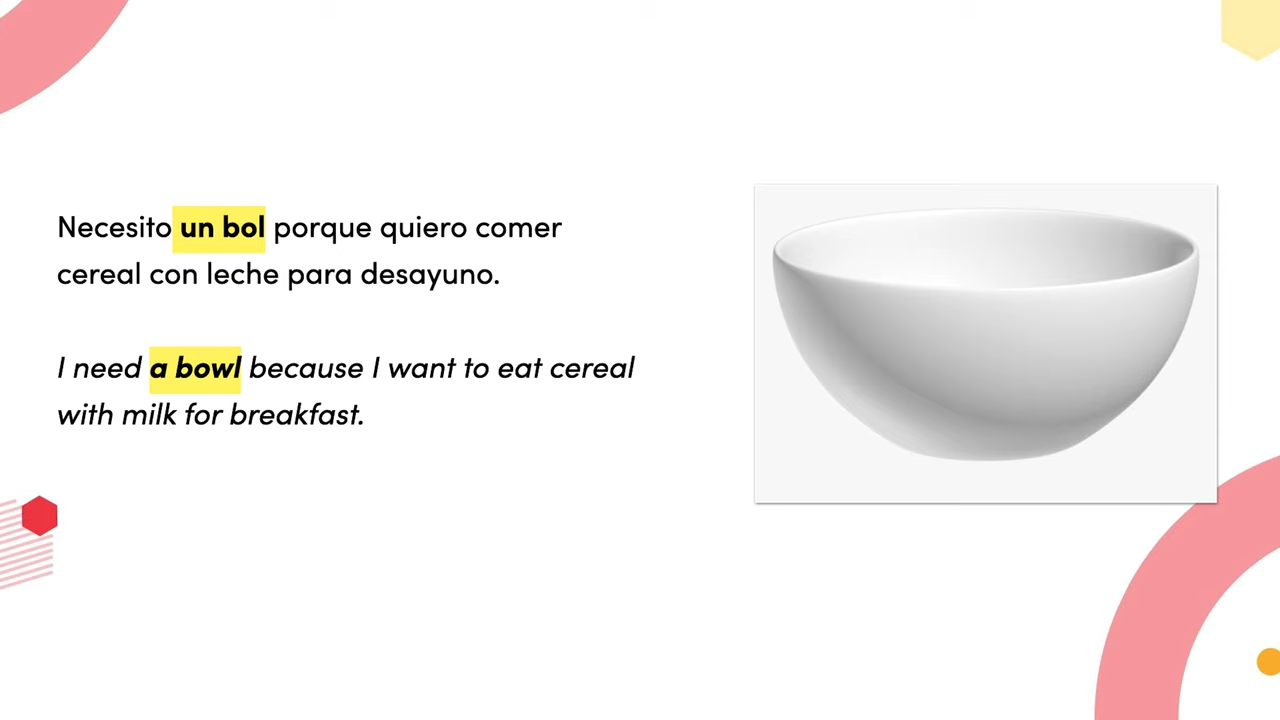 Necesito un bol porque quiero comer
cereal con leche para desayuno.
I need a bowl because I want to eat cereal
with milk for breakfast.